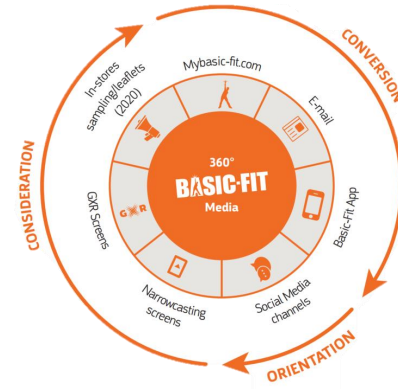 Mybasic-fit.com
E-mail
Basic-Fit App
Social Media
channels
Narrowcasting
screens
GXR Screens
In-stores
sampling/leaflets
(2020)
CONVERSION
ORIENTATION
CONSIDERATION
360°
BASIC-FIT
Media
GXR